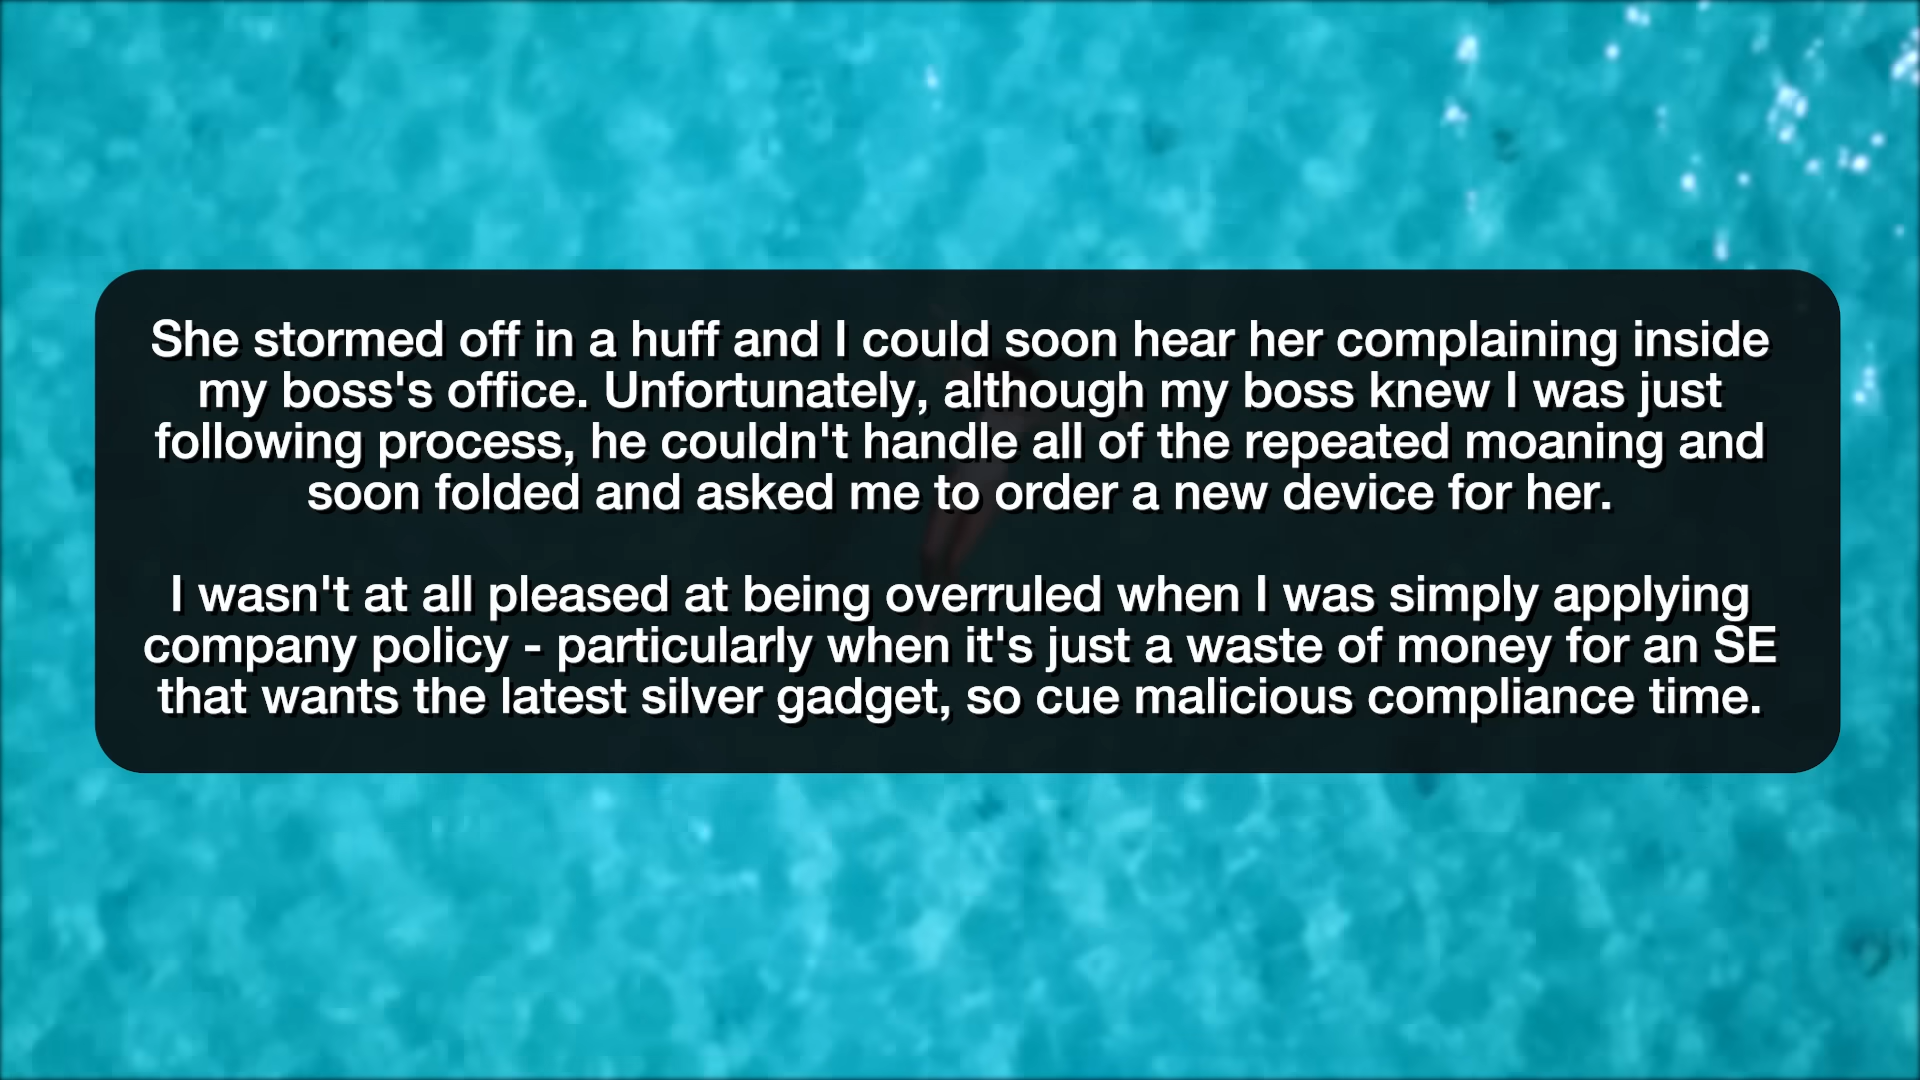 She stormed off in a huff and I could soon hear her complaining inside
my boss's office. Unfortunately, although my boss knew I was just
following process, he couldn't handle all of the repeated moaning and
soon folded and asked me to order a new device for her.
I wasn't at all pleased at being overruled when I was simply applying
company policy - particularly when it's just a waste of money for an SE
that wants the latest silver gadget, so cue malicious compliance time.